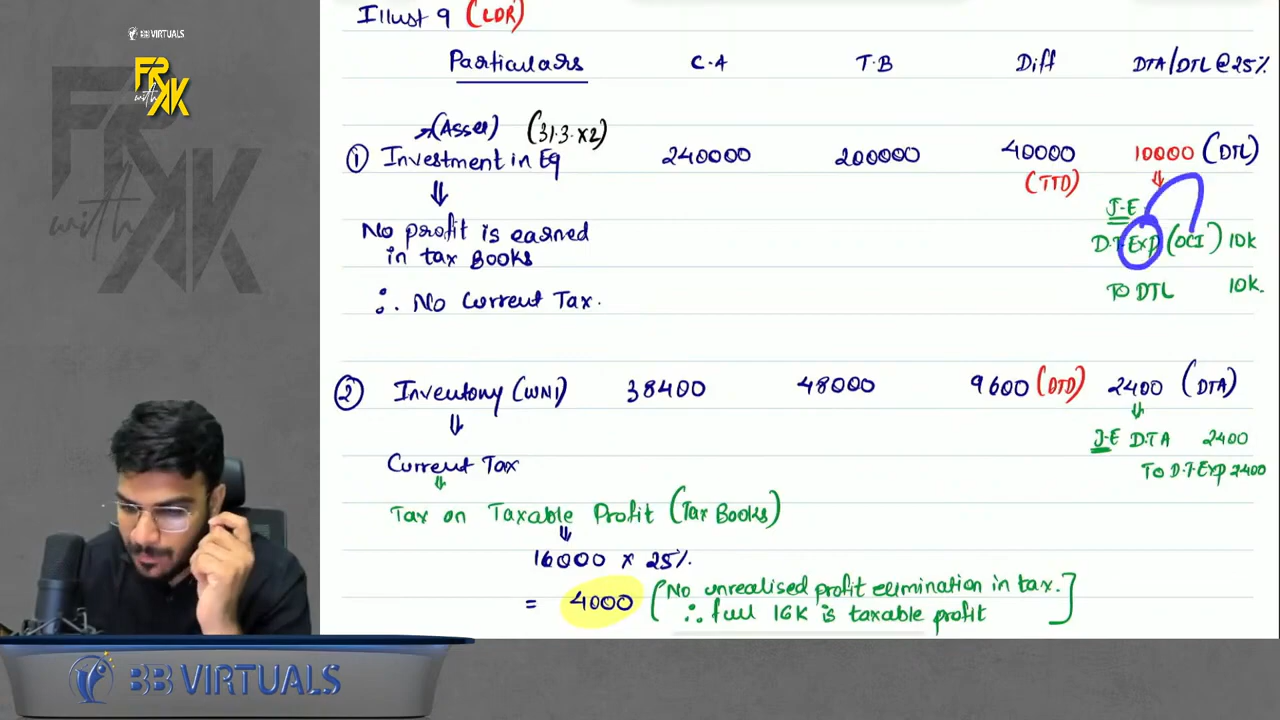 Illust 9 (LDR)
BB VIRTUALS
FR with AK
FR with AK
Particulars C.A T.B Diff DTA/DTL @ 25%
(Asset) (31.3.X2)
① Investment in Eq 240000 200000 40000 10000 (DTL)
(TTD)
J.E
No profit is earned D.T Exp (OCI) 10k
in tax Books
To DTL 10k.
∴ No Current Tax.
② Inventory (WN1) 38400 48000 9600 (DTD) 2400 (DTA)
J.E D.T.A 2400
Current Tax To D.T.Exp 2400
Tax on Taxable Profit (Tax Books)
16000 x 25%
= 4000 [No unrealised profit elimination in tax.
∴ full 16K is taxable profit]
BB VIRTUALS